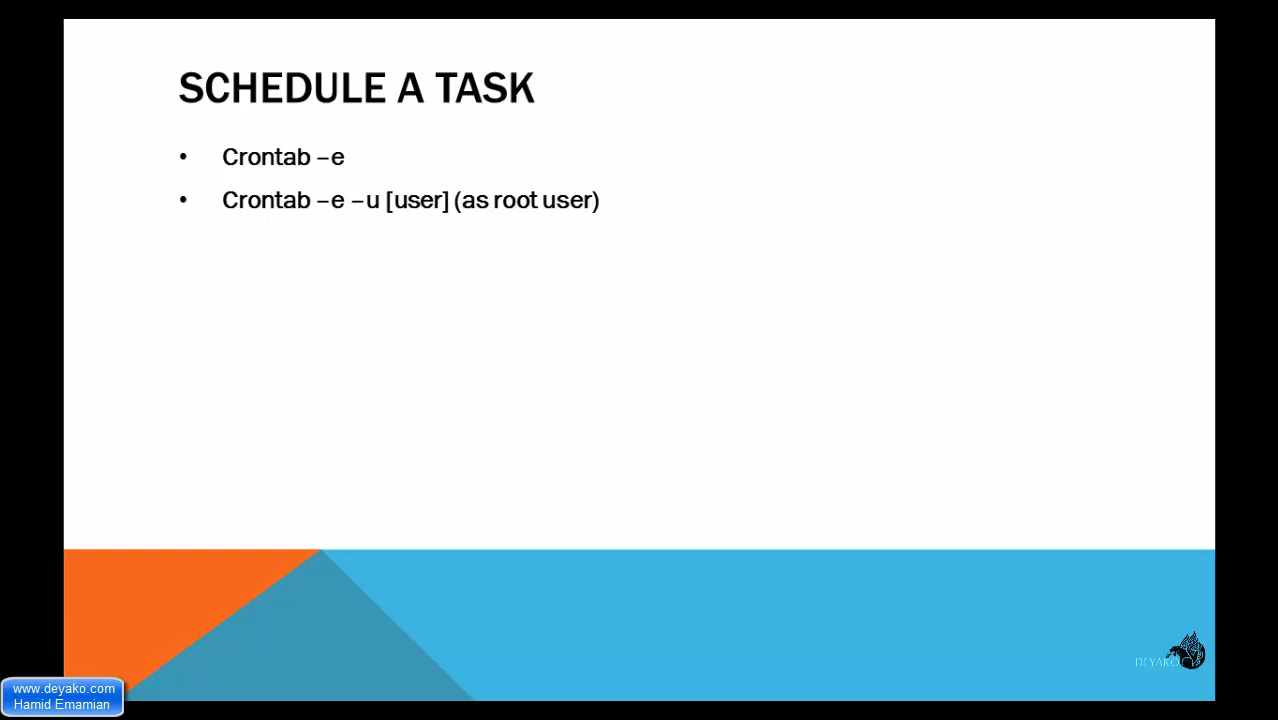 SCHEDULE A TASK
• Crontab –e
• Crontab –e –u [user] (as root user)
DEYAKO
www.deyako.com
Hamid Emamian